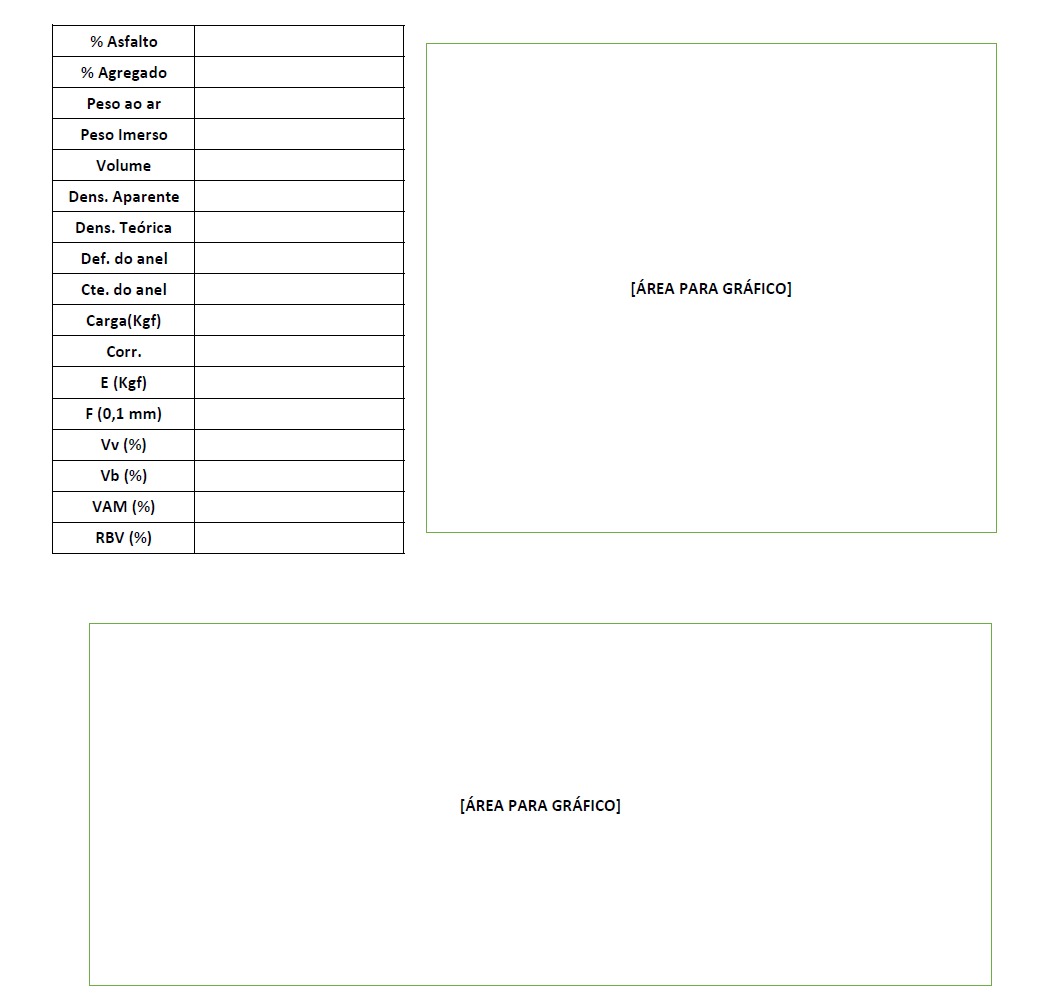 % Asfalto
% Agregado
Peso ao ar
Peso Imerso
Volume
Dens. Aparente
Dens. Teórica
Def. do anel
Cte. do anel
Carga(Kgf)
Corr.
E (Kgf)
F (0,1 mm)
Vv (%)
Vb (%)
VAM (%)
RBV (%)
[ÁREA PARA GRÁFICO]
[ÁREA PARA GRÁFICO]